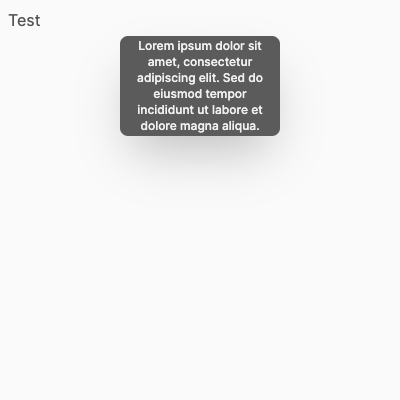 Test
Lorem ipsum dolor sit
amet, consectetur
adipiscing elit. Sed do
eiusmod tempor
incididunt ut labore et
dolore magna aliqua.